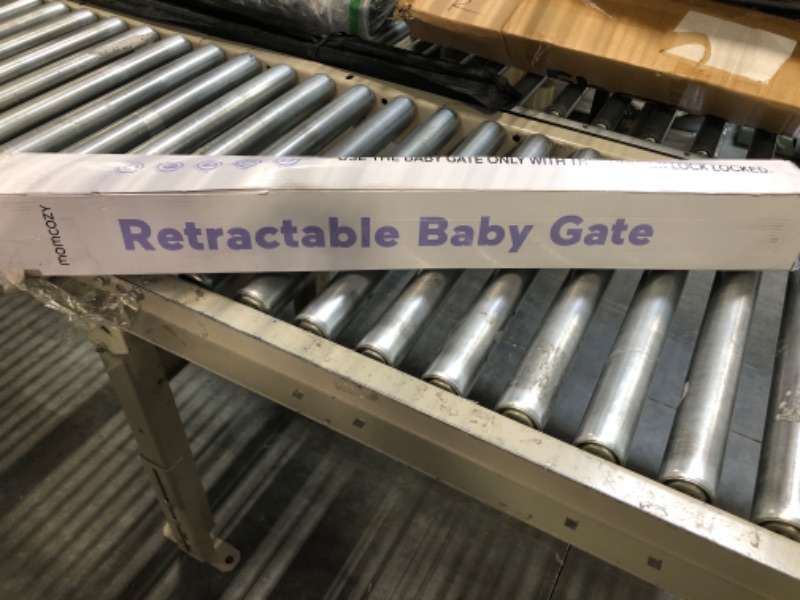 USE THE BABY GATE ONLY WITH LOCK LOCKED.
momcozy
Retractable Baby Gate